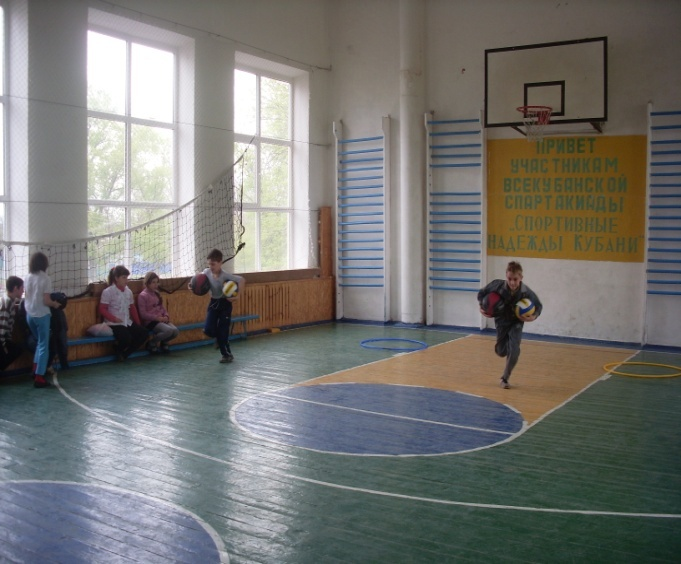 ПРИВЕТ
УЧАСТНИКАМ
ВСЕКУБАНСКОЙ
СПАРТАКИАДЫ
„СПОРТИВНЫЕ
НАДЕЖДЫ КУБАНИ"